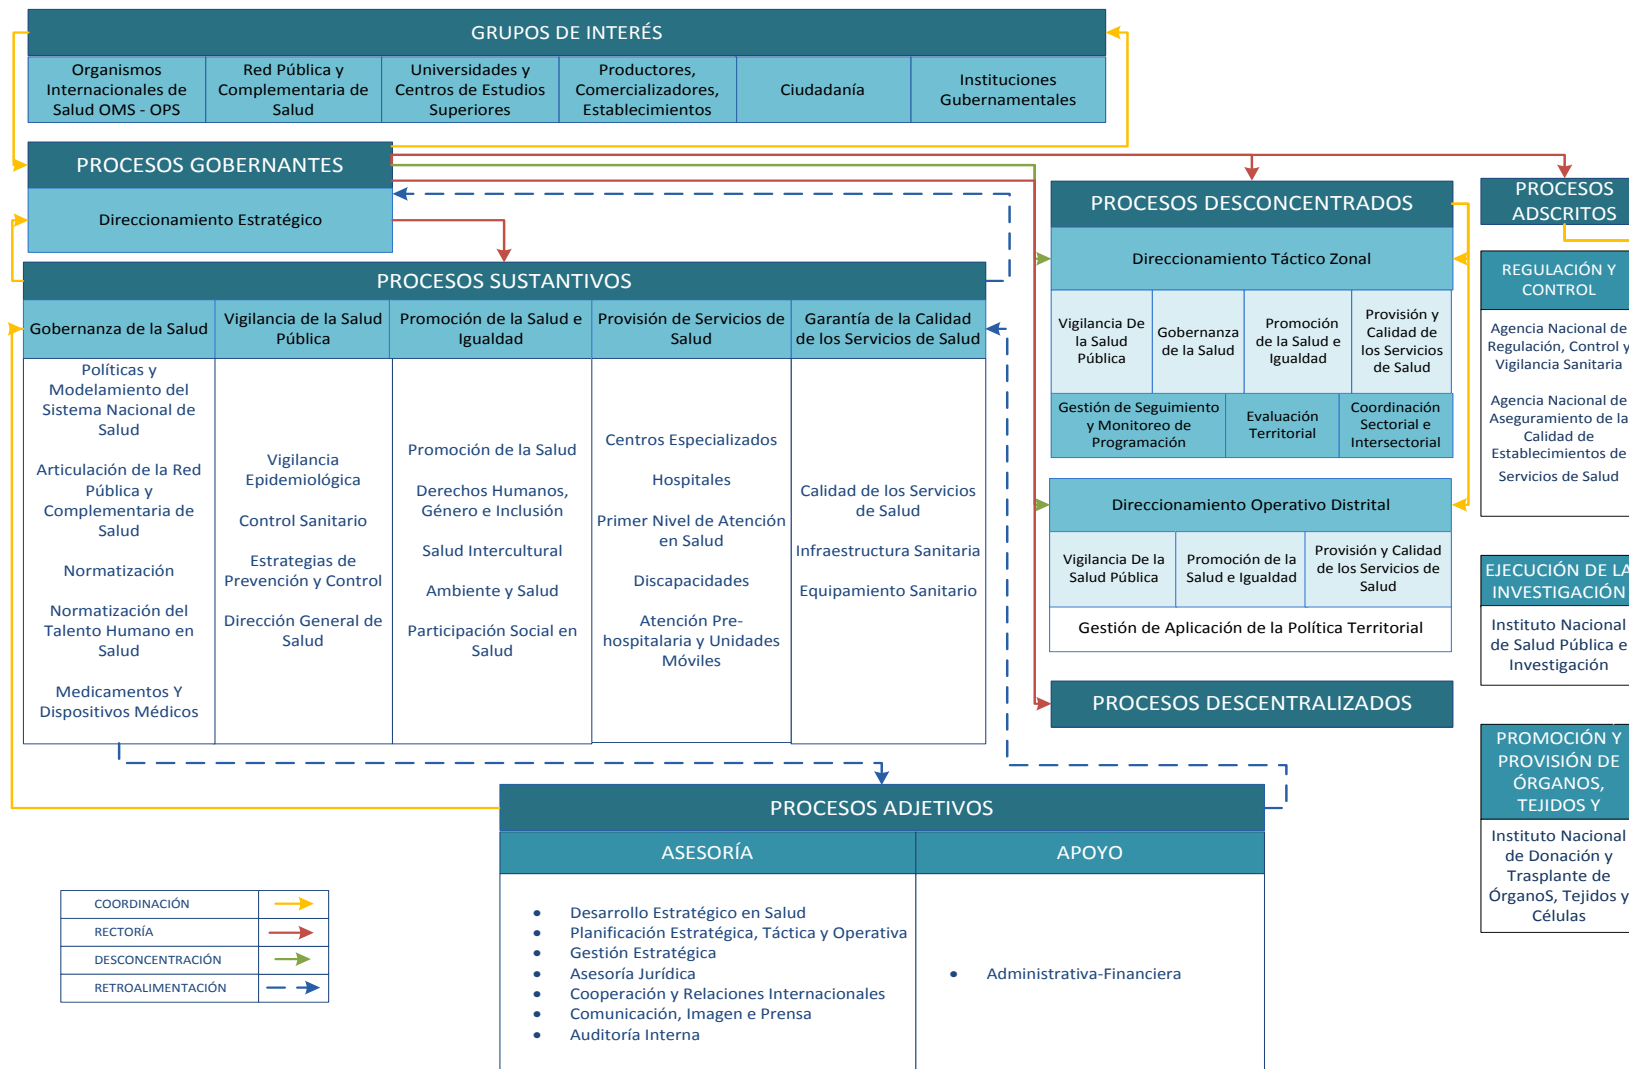 GRUPOS DE INTERÉS
Organismos
Internacionales de
Salud OMS - OPS
Red Pública y
Complementaria de
Salud
Universidades y
Centros de Estudios
Superiores
Productores,
Comercializadores,
Establecimientos
Ciudadanía
Instituciones
Gubernamentales
PROCESOS GOBERNANTES
Direccionamiento Estratégico
PROCESOS SUSTANTIVOS
Gobernanza de la Salud
Políticas y
Modelamiento del
Sistema Nacional de
Salud
Articulación de la Red
Pública y
Complementaria de
Salud
Normatización
Normatización del
Talento Humano en
Salud
Medicamentos Y
Dispositivos Médicos
Vigilancia de la Salud
Pública
Vigilancia
Epidemiológica
Control Sanitario
Estrategias de
Prevención y Control
Dirección General de
Salud
Promoción de la Salud e
Igualdad
Promoción de la Salud
Derechos Humanos,
Género e Inclusión
Salud Intercultural
Ambiente y Salud
Participación Social en
Salud
Provisión de Servicios de
Salud
Centros Especializados
Hospitales
Primer Nivel de Atención
en Salud
Discapacidades
Atención Pre-
hospitalaria y Unidades
Móviles
Garantía de la Calidad
de los Servicios de Salud
Calidad de los Servicios
de Salud
Infraestructura Sanitaria
Equipamiento Sanitario
PROCESOS DESCONCENTRADOS
Direccionamiento Táctico Zonal
Vigilancia De
la Salud
Pública
Gobernanza
de la Salud
Promoción
de la Salud e
Igualdad
Provisión y
Calidad de
los Servicios
de Salud
Gestión de Seguimiento
y Monitoreo de
Programación
Evaluación
Territorial
Coordinación
Sectorial e
Intersectorial
Direccionamiento Operativo Distrital
Vigilancia De la
Salud Pública
Promoción de la
Salud e Igualdad
Provisión y Calidad
de los Servicios de
Salud
Gestión de Aplicación de la Política Territorial
PROCESOS DESCENTRALIZADOS
PROCESOS
ADSCRITOS
REGULACIÓN Y
CONTROL
Agencia Nacional de
Regulación, Control y
Vigilancia Sanitaria
Agencia Nacional de
Aseguramiento de la
Calidad de
Establecimientos de
Servicios de Salud
EJECUCIÓN DE LA
INVESTIGACIÓN
Instituto Nacional
de Salud Pública e
Investigación
PROMOCIÓN Y
PROVISIÓN DE
ÓRGANOS,
TEJIDOS Y
Instituto Nacional
de Donación y
Trasplante de
ÓrganoS, Tejidos y
Células
PROCESOS ADJETIVOS
ASESORÍA
• Desarrollo Estratégico en Salud
• Planificación Estratégica, Táctica y Operativa
• Gestión Estratégica
• Asesoría Jurídica
• Cooperación y Relaciones Internacionales
• Comunicación, Imagen e Prensa
• Auditoría Interna
APOYO
• Administrativa-Financiera
COORDINACIÓN
RECTORÍA
DESCONCENTRACIÓN
RETROALIMENTACIÓN